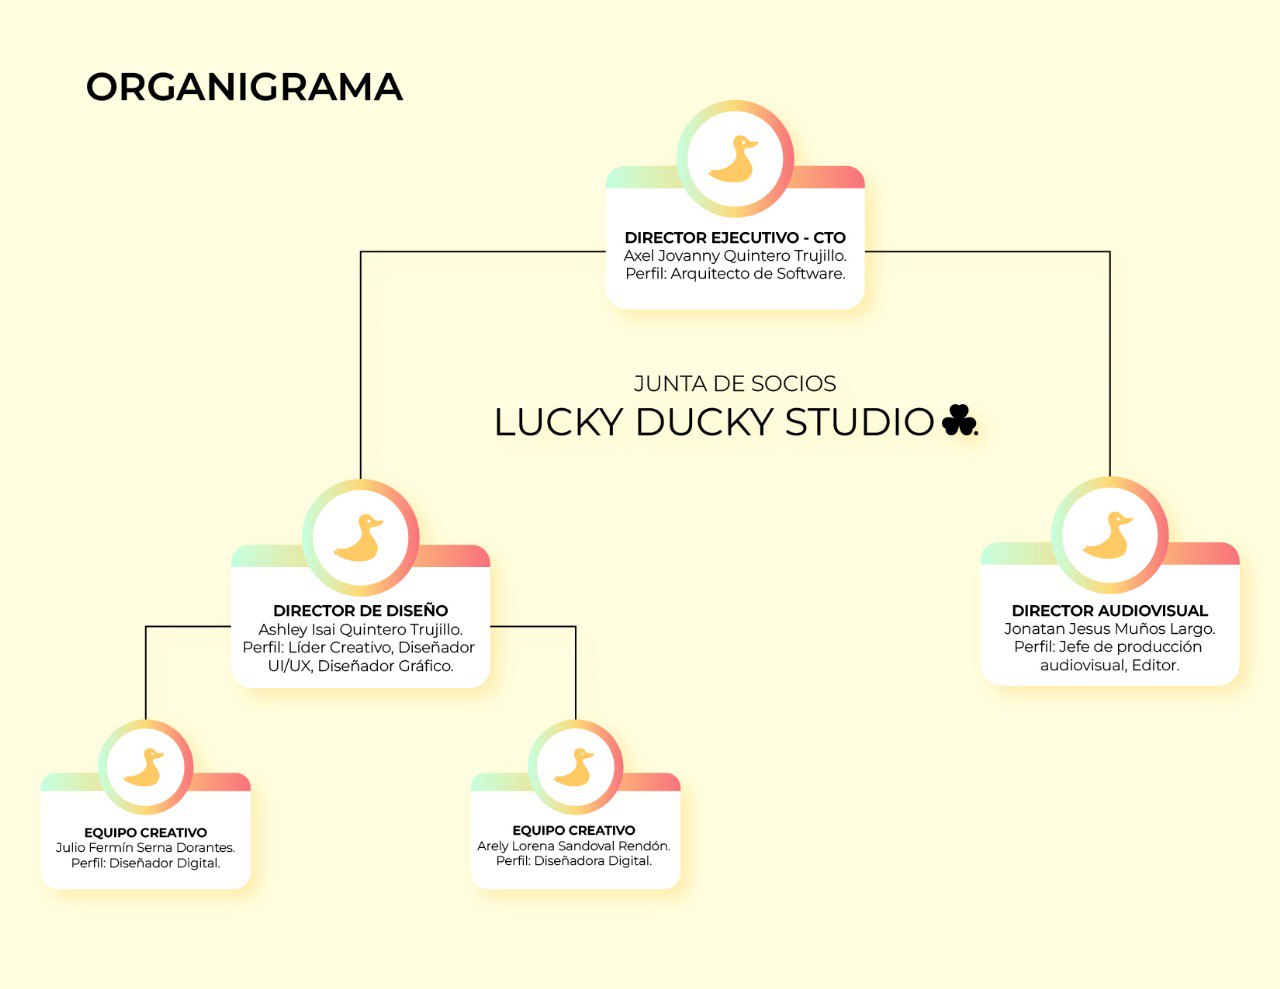 ORGANIGRAMA
DIRECTOR EJECUTIVO - CTO
Axel Jovanny Quintero Trujillo.
Perfil: Arquitecto de Software.
JUNTA DE SOCIOS
LUCKY DUCKY STUDIO
DIRECTOR DE DISEÑO
Ashley Isai Quintero Trujillo.
Perfil: Líder Creativo, Diseñador
UI/UX, Diseñador Gráfico.
DIRECTOR AUDIOVISUAL
Jonatan Jesus Muños Largo.
Perfil: Jefe de producción
audiovisual, Editor.
EQUIPO CREATIVO
Julio Fermín Serna Dorantes.
Perfil: Diseñador Digital.
EQUIPO CREATIVO
Arely Lorena Sandoval Rendón.
Perfil: Diseñadora Digital.